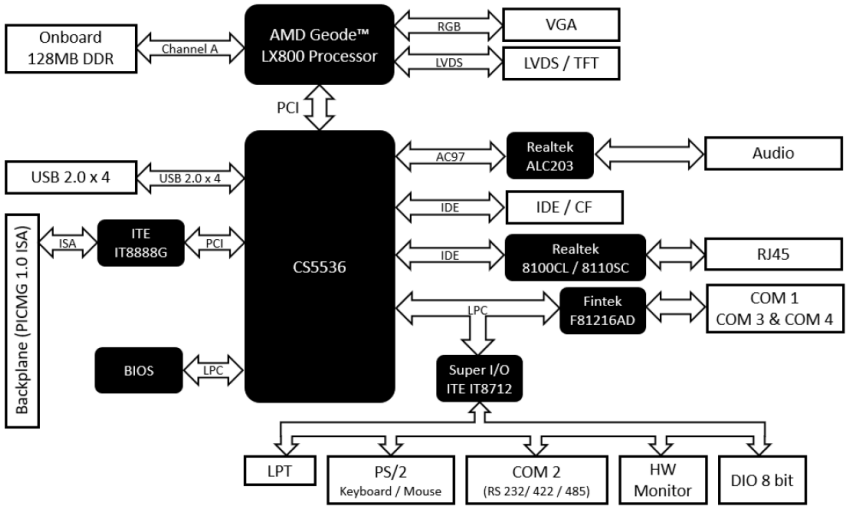 Onboard
128MB DDR
Channel A
AMD Geode™
LX800 Processor
RGB
VGA
LVDS
LVDS / TFT
PCI
USB 2.0 x 4
USB 2.0 x 4
AC97
Realtek
ALC203
Audio
IDE
IDE / CF
Backplane (PICMG 1.0 ISA)
ISA
ITE
IT8888G
PCI
CS5536
IDE
Realtek
8100CL / 8110SC
RJ45
LPC
Fintek
F81216AD
COM 1
COM 3 & COM 4
BIOS
LPC
Super I/O
ITE IT8712
LPT
PS/2
Keyboard / Mouse
COM 2
(RS 232/ 422 / 485)
HW
Monitor
DIO 8 bit